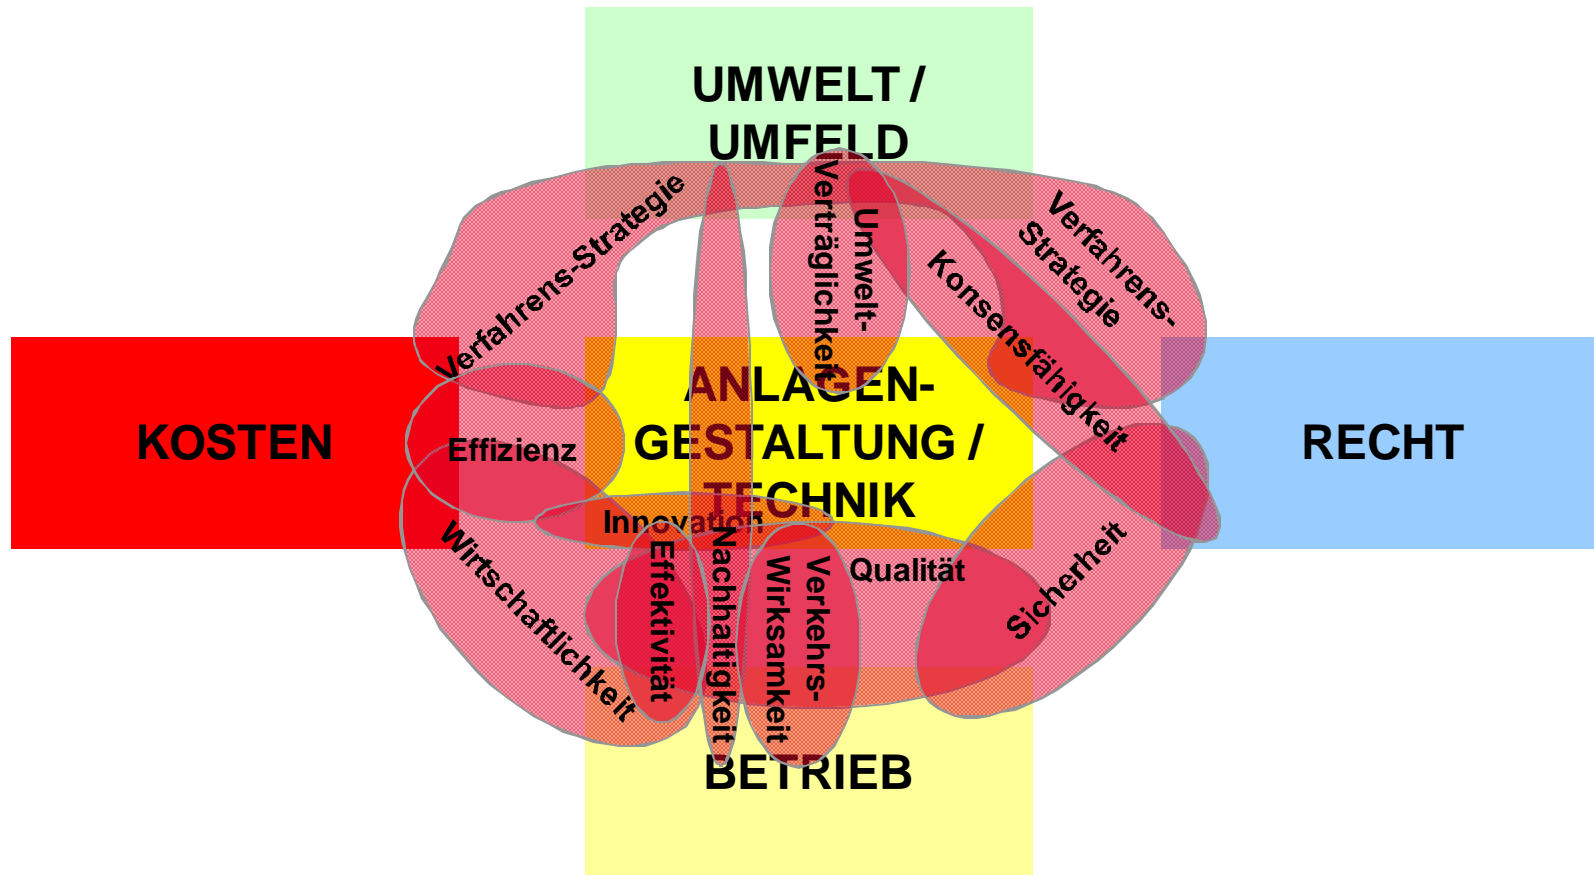 UMWELT /
UMFELD
Verfahrens-Strategie
Umwelt-
Verträglichkeit
Konsensfähigkeit
Verfahrens-
Strategie
KOSTEN
Effizienz
ANLAGEN-
GESTALTUNG /
TECHNIK
RECHT
Innovation
Wirtschaftlichkeit
Effektivität
Nachhaltigkeit
Verkehrs-
Wirksamkeit
Qualität
Sicherheit
BETRIEB